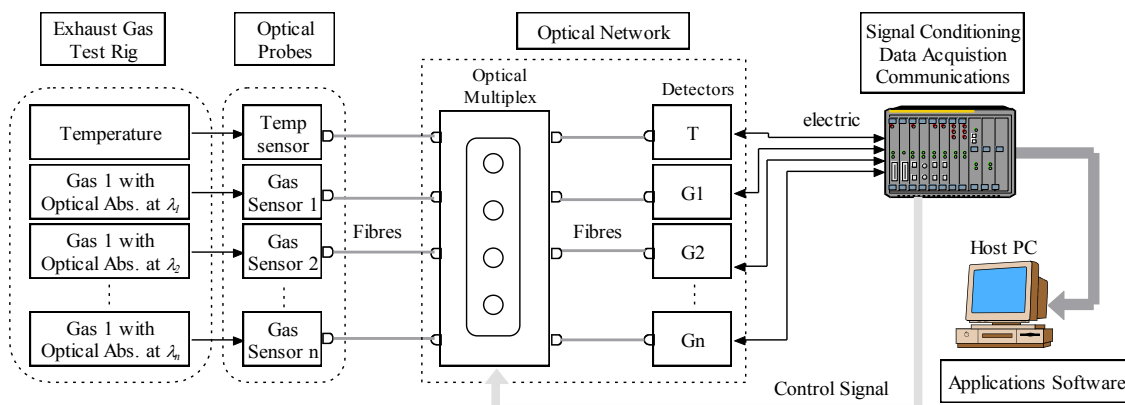 Exhaust Gas
Test Rig
Optical
Probes
Optical Network
Signal Conditioning
Data Acquistion
Communications
Optical
Multiplex
Detectors
Temperature
Temp
sensor
T
electric
Gas 1 with
Optical Abs. at λ1
Gas
Sensor 1
G1
Gas 1 with
Optical Abs. at λ2
Gas
Sensor 2
Fibres
Fibres
G2
Host PC
Gas 1 with
Optical Abs. at λn
Gas
Sensor n
Gn
Control Signal
Applications Software